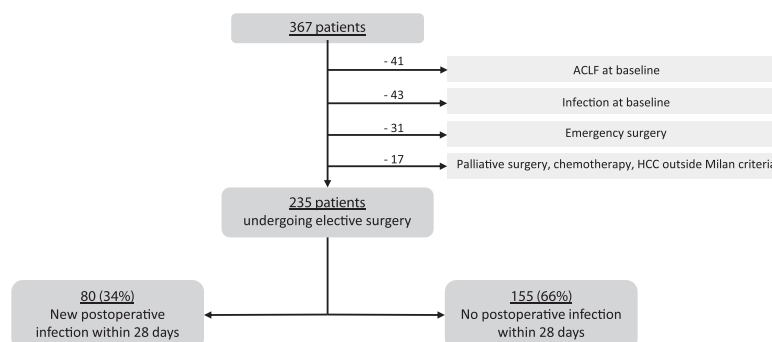 367 patients
- 41
ACLF at baseline
- 43
Infection at baseline
- 31
Emergency surgery
- 17
Palliative surgery, chemotherapy, HCC outside Milan criteria
235 patients
undergoing elective surgery
80 (34%)
New postoperative
infection within 28 days
155 (66%)
No postoperative infection
within 28 days